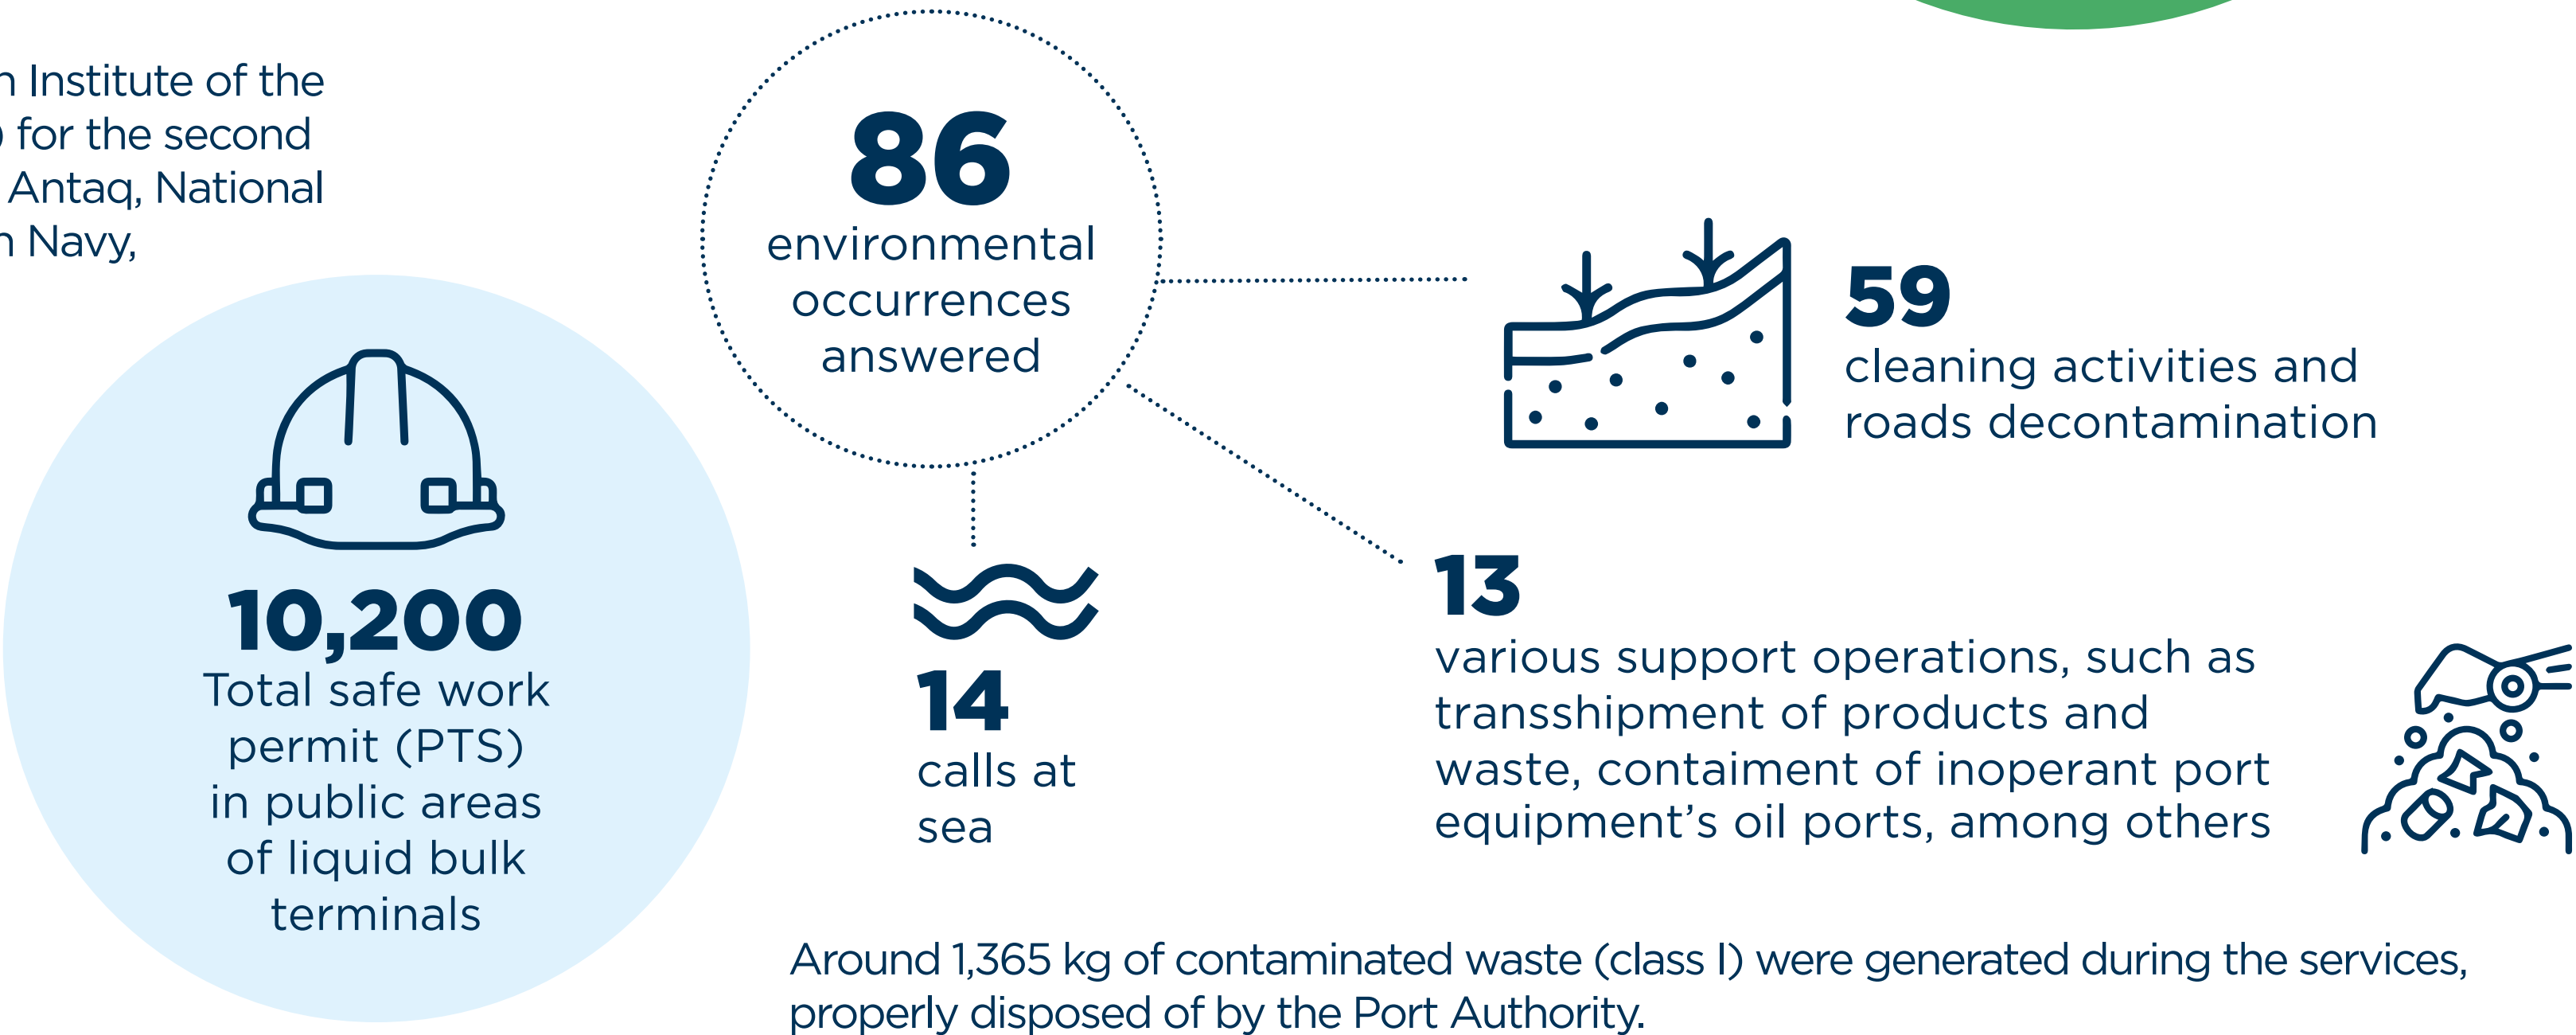 Institute of the
) for the second
Antaq, National
Navy,
86
environmental
occurrences
answered
59
cleaning activities and
roads decontamination
10,200
Total safe work
permit (PTS)
in public areas
of liquid bulk
terminals
14
calls at
sea
13
various support operations, such as
transshipment of products and
waste, contaiment of inoperant port
equipment’s oil ports, among others
Around 1,365 kg of contaminated waste (class I) were generated during the services,
properly disposed of by the Port Authority.